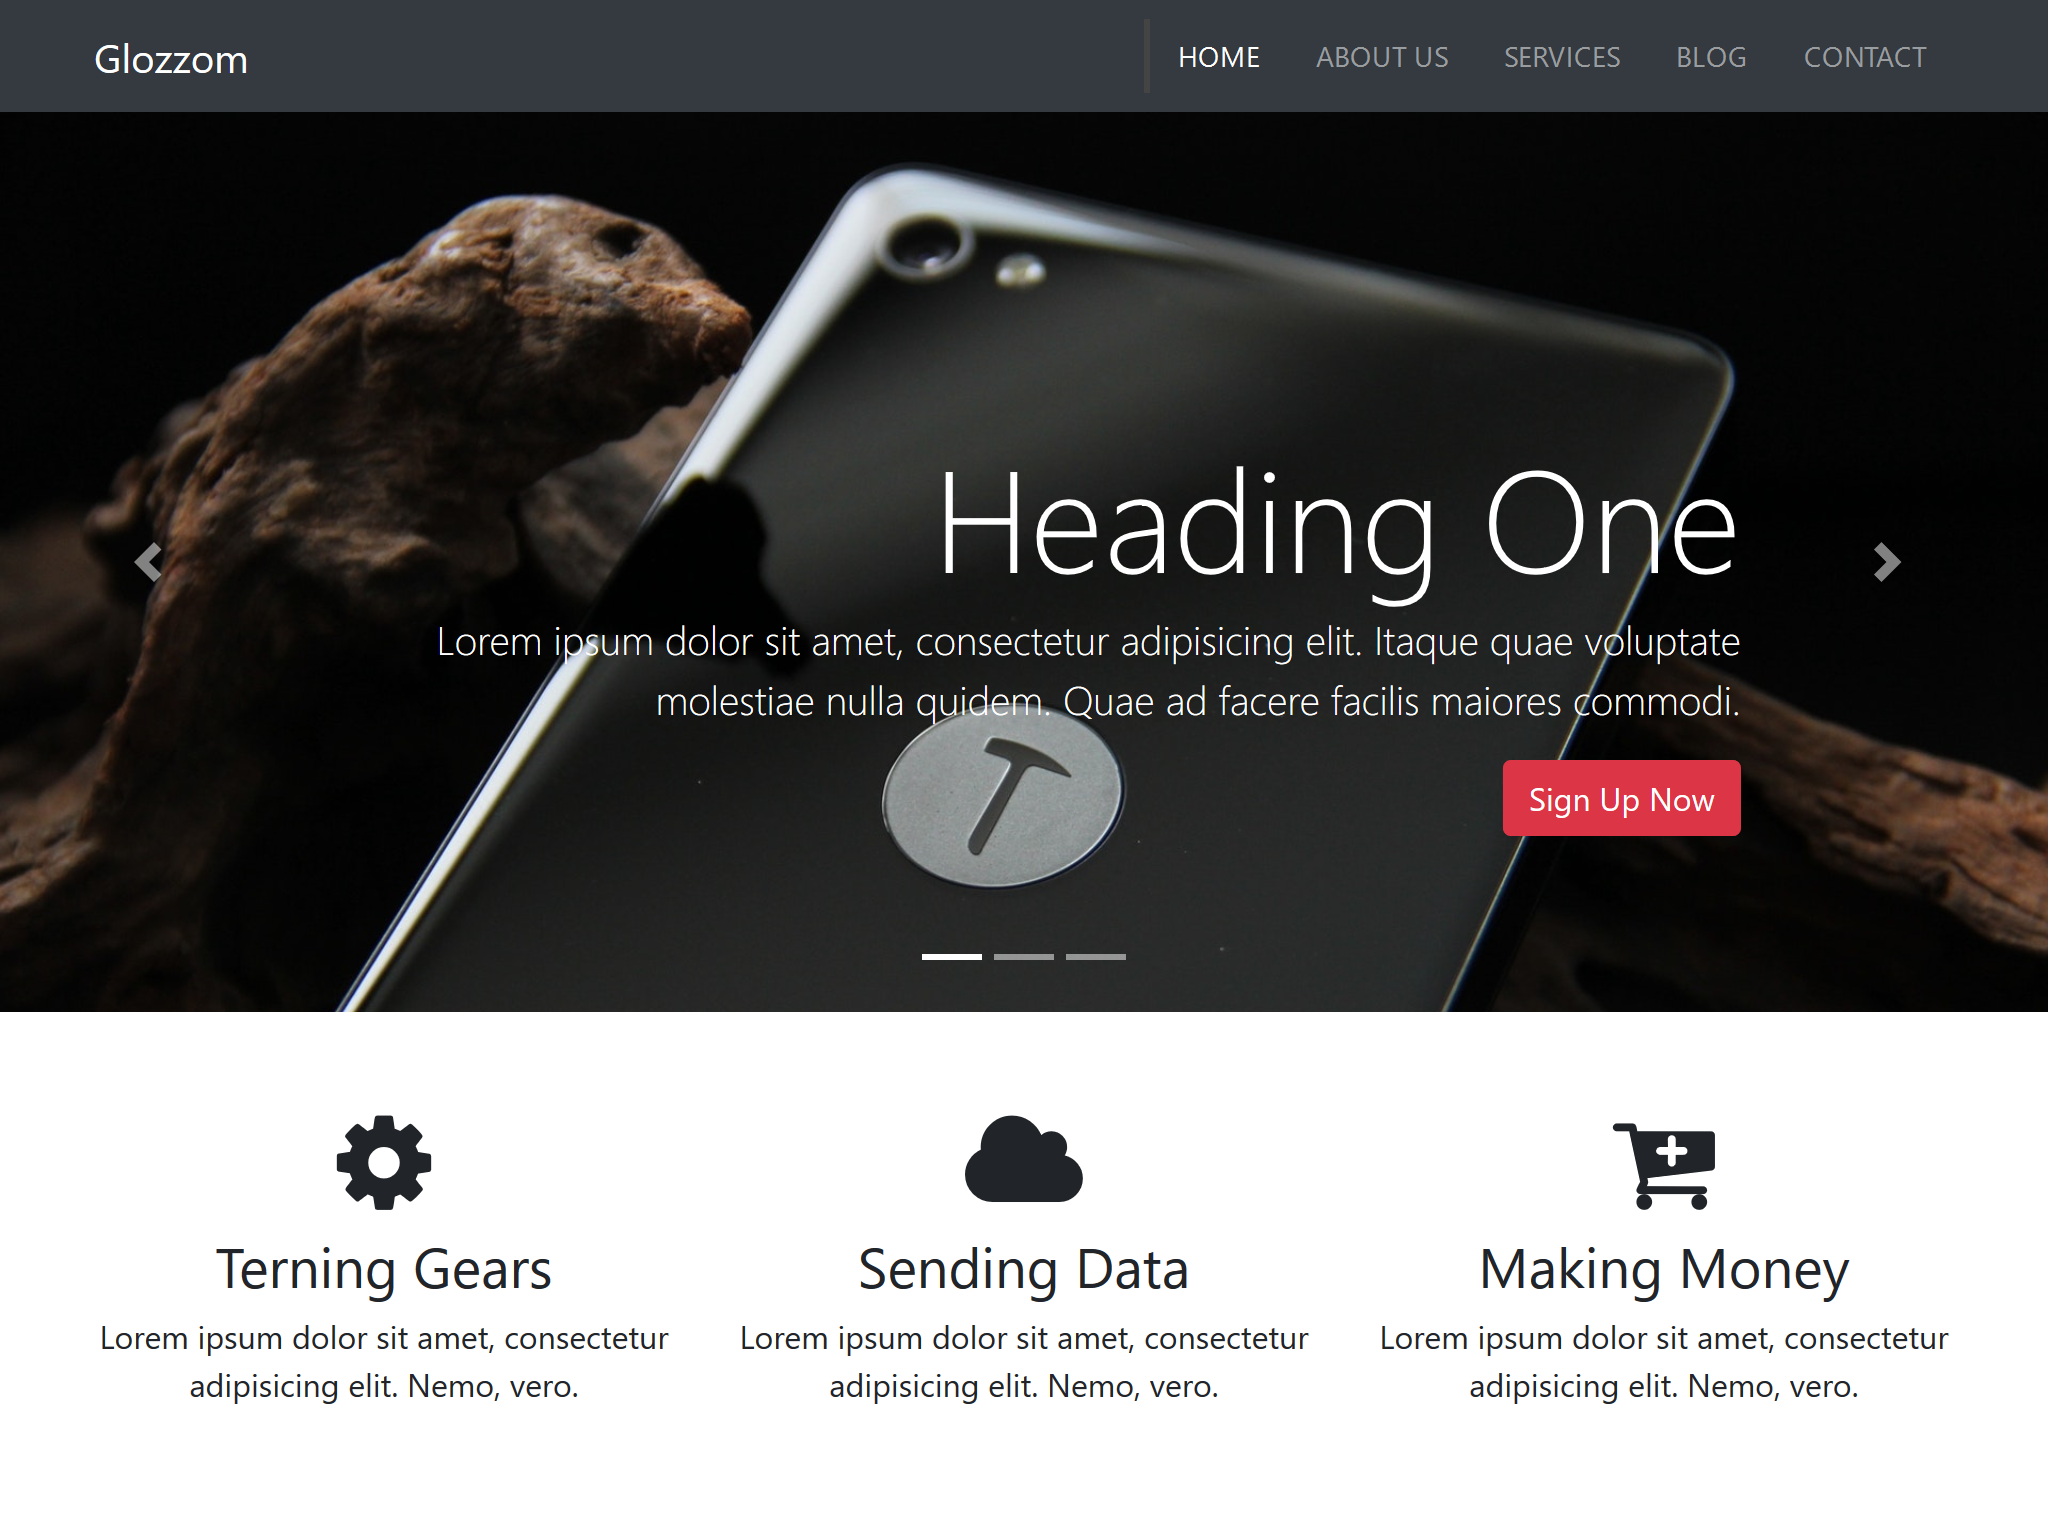 Glozzom
HOME ABOUT US SERVICES BLOG CONTACT
Heading One
Lorem ipsum dolor sit amet, consectetur adipisicing elit. Itaque quae voluptate
molestiae nulla quidem. Quae ad facere facilis maiores commodi.
Sign Up Now
Terning Gears
Lorem ipsum dolor sit amet, consectetur
adipisicing elit. Nemo, vero.
Sending Data
Lorem ipsum dolor sit amet, consectetur
adipisicing elit. Nemo, vero.
Making Money
Lorem ipsum dolor sit amet, consectetur
adipisicing elit. Nemo, vero.